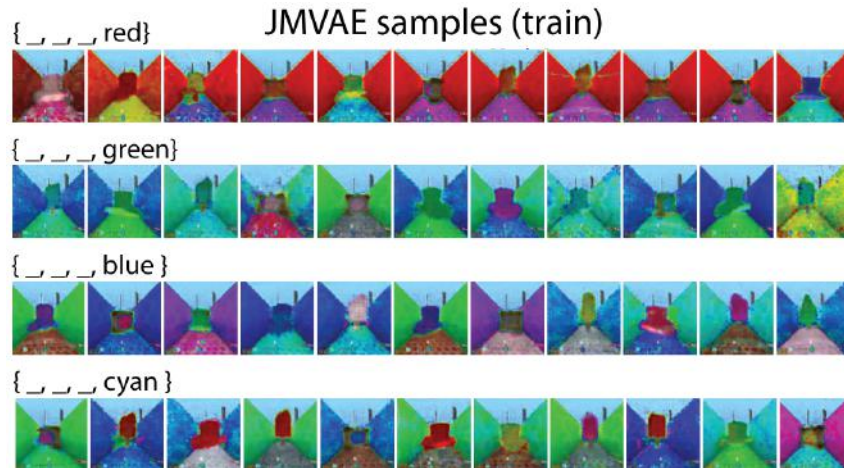 JMVAE samples (train)
{ _, _, _, red}
{ _, _, _, green}
{ _, _, _, blue }
{ _, _, _, cyan }